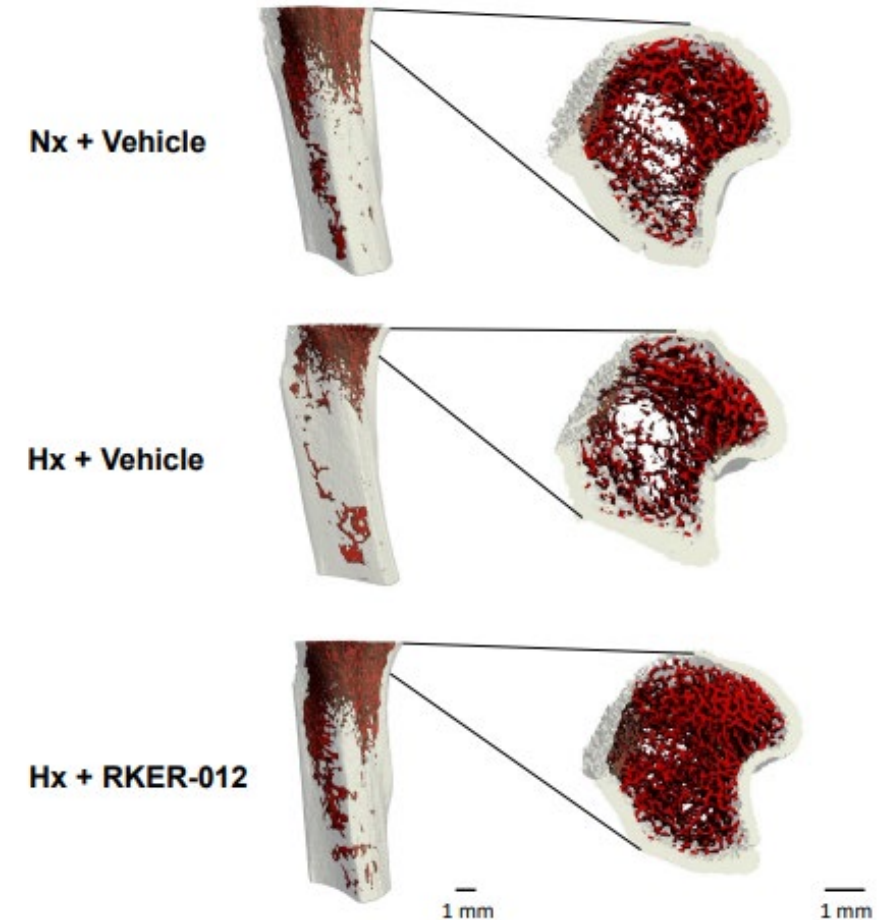 Nx + Vehicle
Hx + Vehicle
Hx + RKER-012
1 mm
1 mm